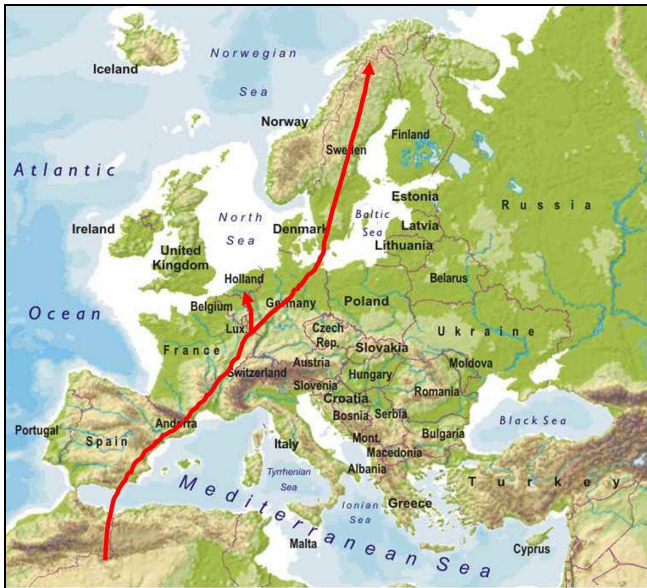 Norwegian
Sea
Iceland
Norway
Finland
Sweden
Atlantic
Russia
Estonia
North
Sea
Baltic
Sea
Latvia
Ireland
Denmark
Lithuania
United
Kingdom
Holland
Belarus
Belgium
Germany
Poland
Ocean
Lux.
Czech
Rep.
Ukraine
France
Slovakia
Switzerland
Austria
Moldova
Hungary
Slovenia
Romania
Croatia
Andorra
Bosnia
Serbia
Black Sea
Portugal
Spain
Italy
Mont.
Bulgaria
Macedonia
Albania
Tyrrhenian
Sea
Turkey
Mediterranean Sea
Ionian
Sea
Greece
Malta
Cyprus